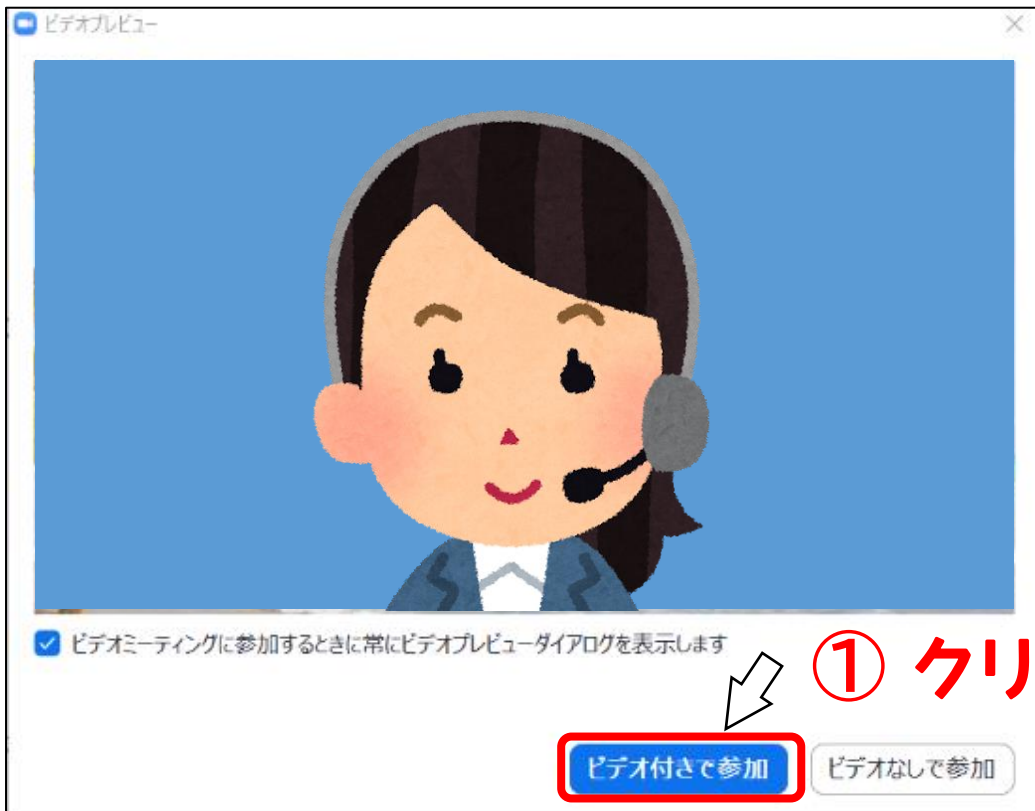 ビデオプレビュー
ビデオミーティングに参加するときに常にビデオプレビューダイアログを表示します
① クリ
ビデオ付きで参加
ビデオなしで参加